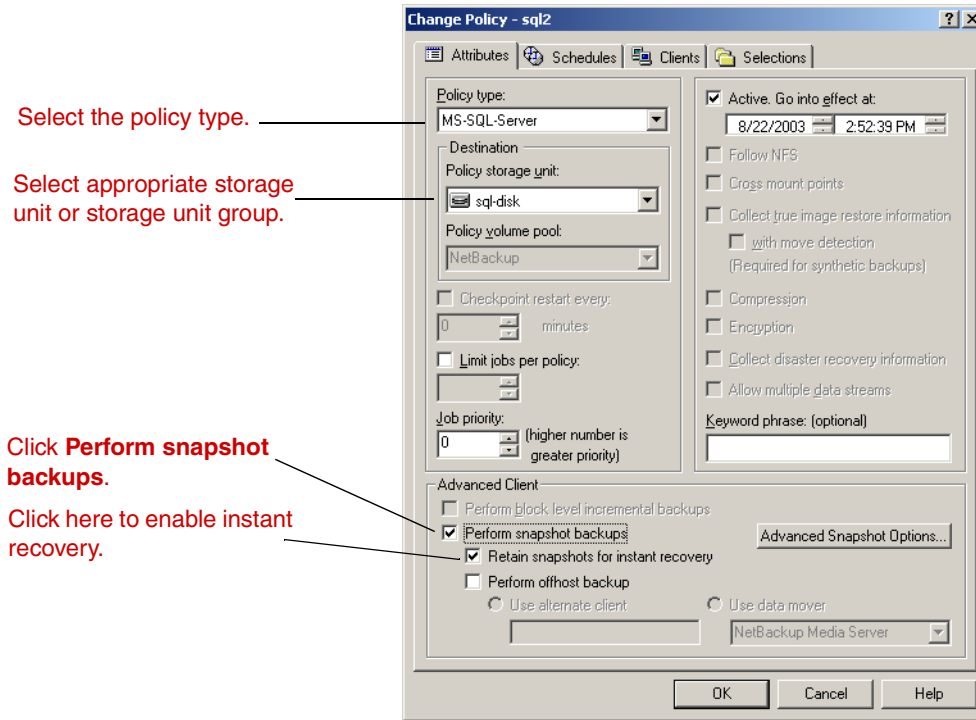 Change Policy - sql2
Attributes
Schedules
Clients
Selections
Select the policy type.
Policy type:
MS-SQL-Server
Destination
Select appropriate storage
unit or storage unit group.
Policy storage unit:
sql-disk
Policy volume pool:
NetBackup
Checkpoint restart every:
0 minutes
Limit jobs per policy:
Job priority:
0 (higher number is
greater priority)
Active. Go into effect at:
8/22/2003 2:52:39 PM
Follow NFS
Cross mount points
Collect true image restore information
with move detection
(Required for synthetic backups)
Compression
Encryption
Collect disaster recovery information
Allow multiple data streams
Keyword phrase: (optional)
Click Perform snapshot
backups.
Click here to enable instant
recovery.
Advanced Client
Perform block level incremental backups
Perform snapshot backups
Advanced Snapshot Options...
Retain snapshots for instant recovery
Perform offhost backup
Use alternate client
Use data mover
NetBackup Media Server
OK
Cancel
Help